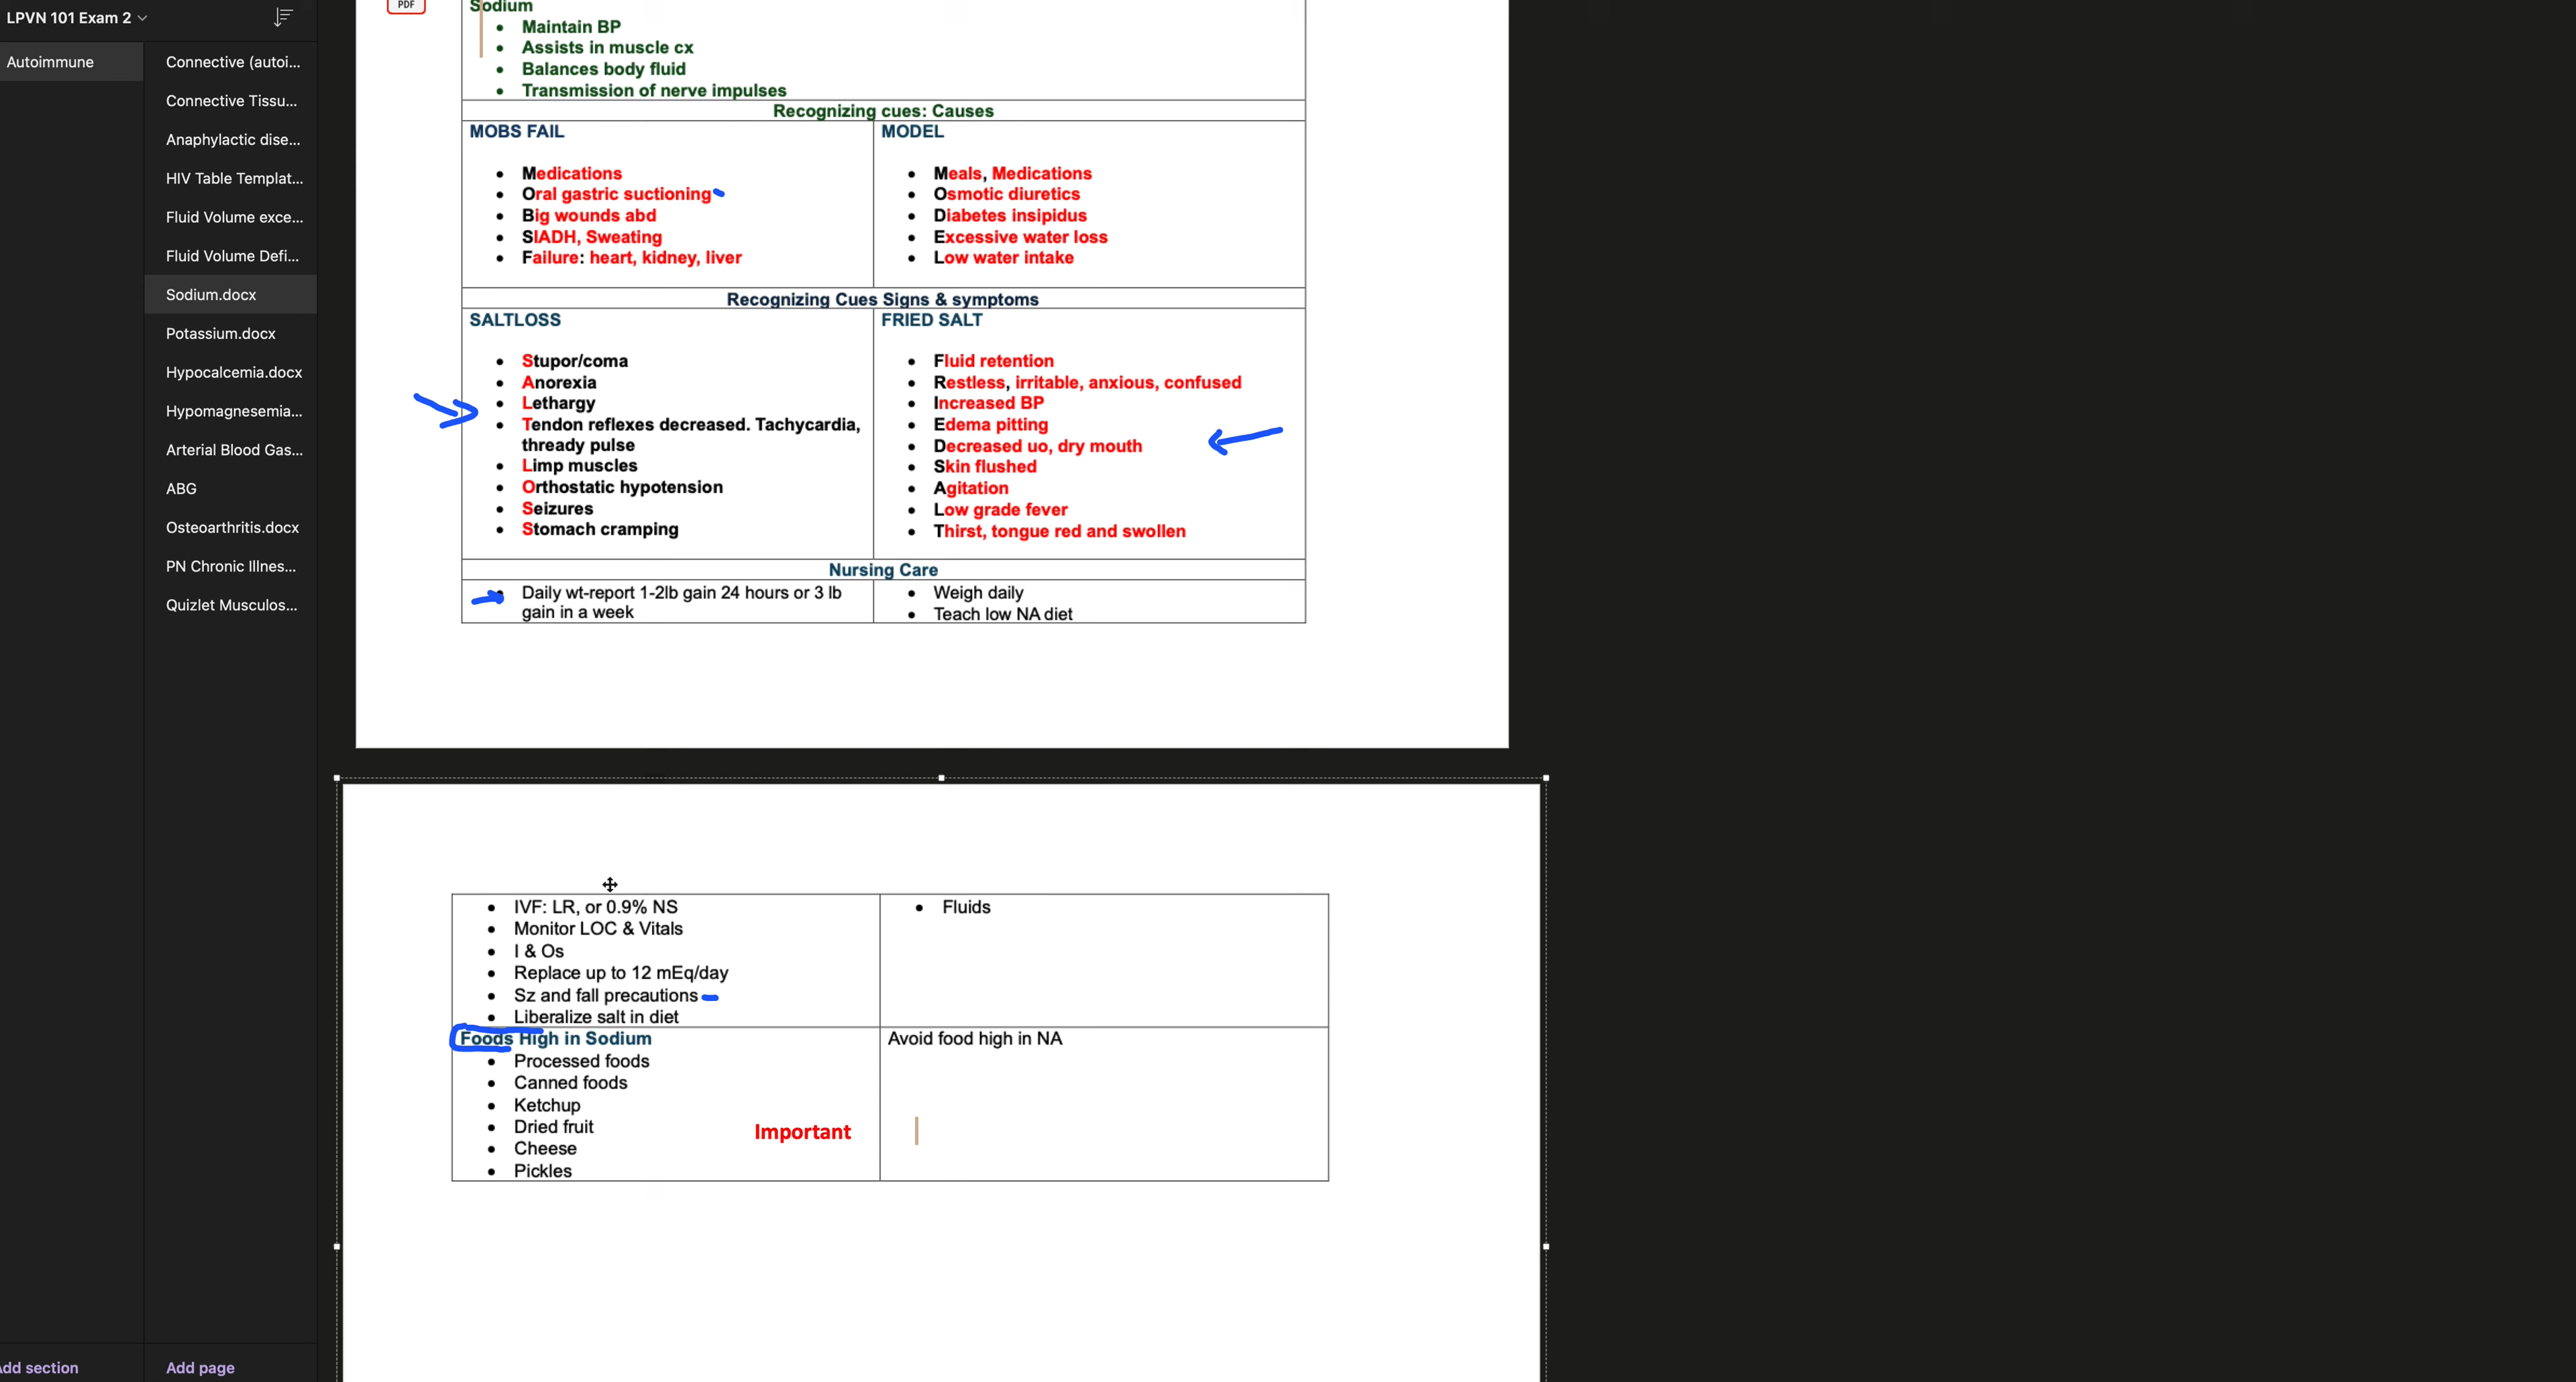 LPVN 101 Exam 2
Autoimmune
Connective (autoi...
Connective Tissu...
Anaphylactic dise...
HIV Table Templat...
Fluid Volume exce...
Fluid Volume Defi...
Sodium.docx
Potassium.docx
Hypocalcemia.docx
Hypomagnesemia...
Arterial Blood Gas...
ABG
Osteoarthritis.docx
PN Chronic Illnes...
Quizlet Musculos...
dd section
Add page
PDF
Sodium
• Maintain BP
• Assists in muscle cx
• Balances body fluid
• Transmission of nerve impulses
Recognizing cues: Causes
MOBS FAIL
• Medications
• Oral gastric suctioning
• Big wounds abd
• SIADH, Sweating
• Failure: heart, kidney, liver
MODEL
• Meals, Medications
• Osmotic diuretics
• Diabetes insipidus
• Excessive water loss
• Low water intake
Recognizing Cues Signs & symptoms
SALTLOSS
• Stupor/coma
• Anorexia
• Lethargy
• Tendon reflexes decreased. Tachycardia,
thready pulse
• Limp muscles
• Orthostatic hypotension
• Seizures
• Stomach cramping
FRIED SALT
• Fluid retention
• Restless, irritable, anxious, confused
• Increased BP
• Edema pitting
• Decreased uo, dry mouth
• Skin flushed
• Agitation
• Low grade fever
• Thirst, tongue red and swollen
Nursing Care
• Daily wt-report 1-2lb gain 24 hours or 3 lb
gain in a week
• Weigh daily
• Teach low NA diet
• IVF: LR, or 0.9% NS
• Monitor LOC & Vitals
• I & Os
• Replace up to 12 mEq/day
• Sz and fall precautions
• Liberalize salt in diet
• Fluids
Foods High in Sodium
• Processed foods
• Canned foods
• Ketchup
• Dried fruit
• Cheese
• Pickles
Important
Avoid food high in NA